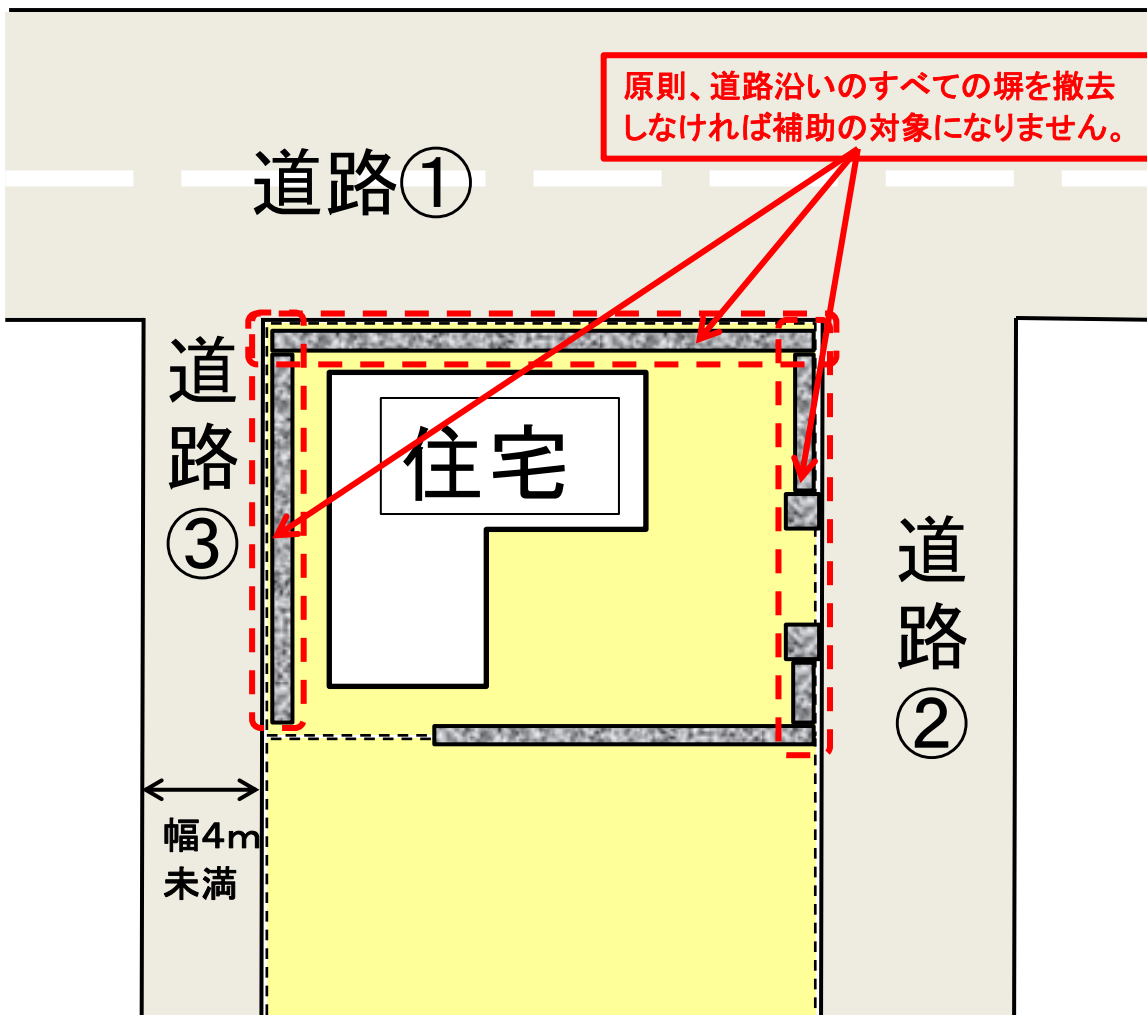 原則、道路沿いのすべての塀を撤去
しなければ補助の対象になりません。
道路①
道路③
住宅
道路②
幅4m
未満